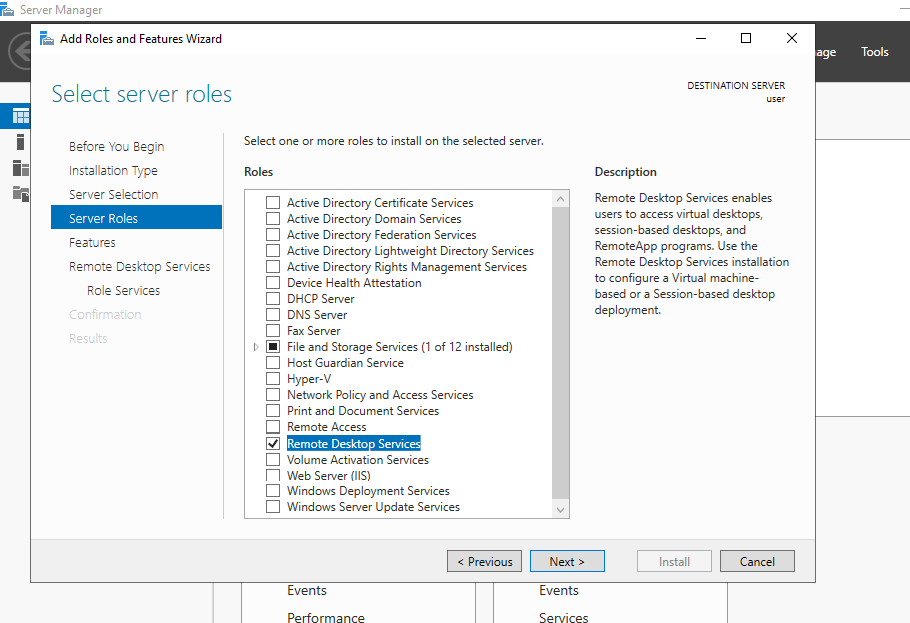 Server Manager
Add Roles and Features Wizard
Tools
Select server roles
DESTINATION SERVER
user
Before You Begin
Installation Type
Server Selection
Server Roles
Features
Remote Desktop Services
Role Services
Confirmation
Results
Select one or more roles to install on the selected server.
Roles
Active Directory Certificate Services
Active Directory Domain Services
Active Directory Federation Services
Active Directory Lightweight Directory Services
Active Directory Rights Management Services
Device Health Attestation
DHCP Server
DNS Server
Fax Server
File and Storage Services (1 of 12 installed)
Host Guardian Service
Hyper-V
Network Policy and Access Services
Print and Document Services
Remote Access
Remote Desktop Services
Volume Activation Services
Web Server (IIS)
Windows Deployment Services
Windows Server Update Services
Description
Remote Desktop Services enables
users to access virtual desktops,
session-based desktops, and
RemoteApp programs. Use the
Remote Desktop Services installation
to configure a Virtual machine-
based or a Session-based desktop
deployment.
< Previous
Next >
Install
Cancel
Events
Events
Performance
Services